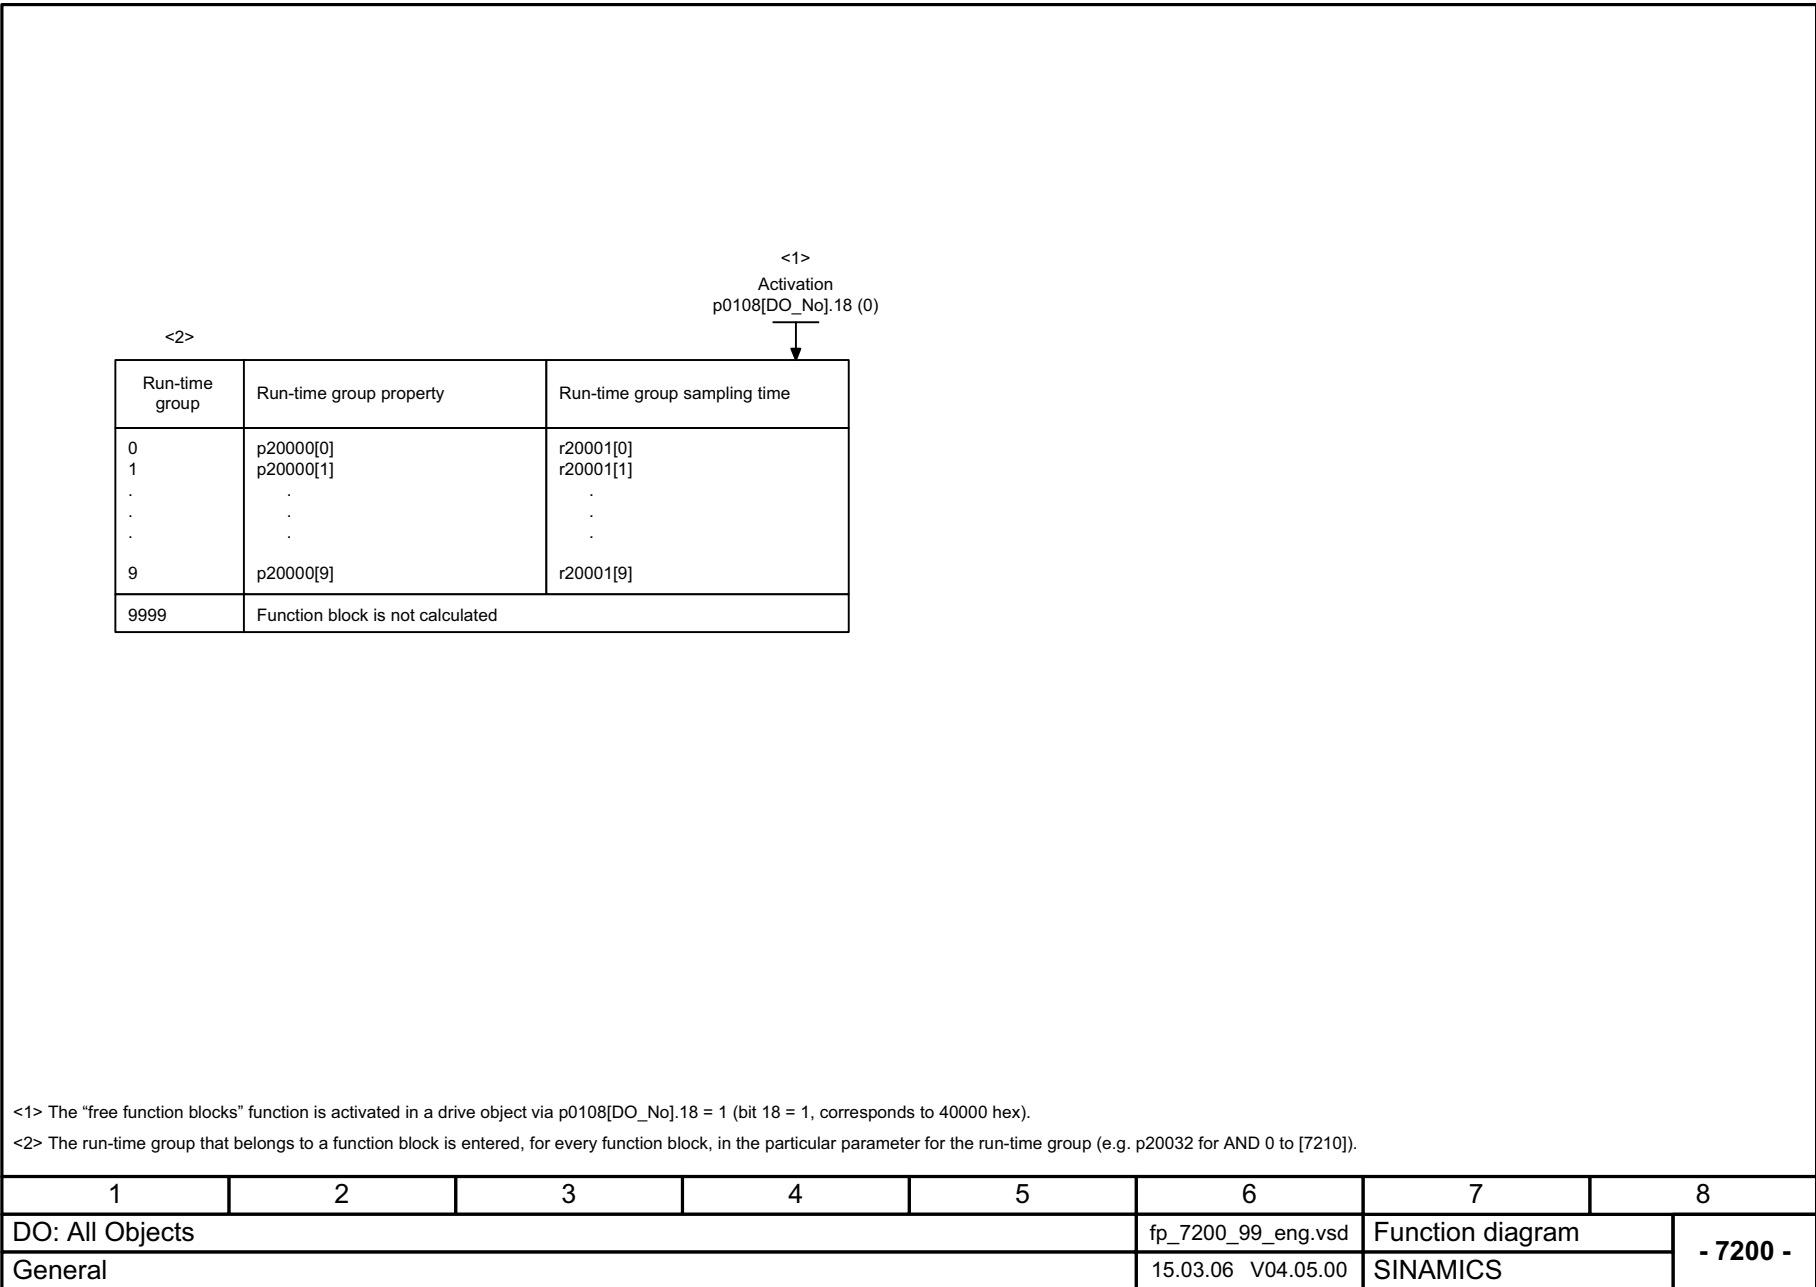 <1>
Activation
p0108[DO_No].18 (0)
<2>
Run-time group
Run-time group property
Run-time group sampling time
0 p20000[0] r20001[0]
1 p20000[1] r20001[1]
. . .
. . .
. . .
9 p20000[9] r20001[9]
9999 Function block is not calculated
<1> The “free function blocks” function is activated in a drive object via p0108[DO_No].18 = 1 (bit 18 = 1, corresponds to 40000 hex).
<2> The run-time group that belongs to a function block is entered, for every function block, in the particular parameter for the run-time group (e.g. p20032 for AND 0 to [7210]).
1 2 3 4 5 6 7 8
DO: All Objects fp_7200_99_eng.vsd Function diagram
- 7200 -
General 15.03.06 V04.05.00 SINAMICS